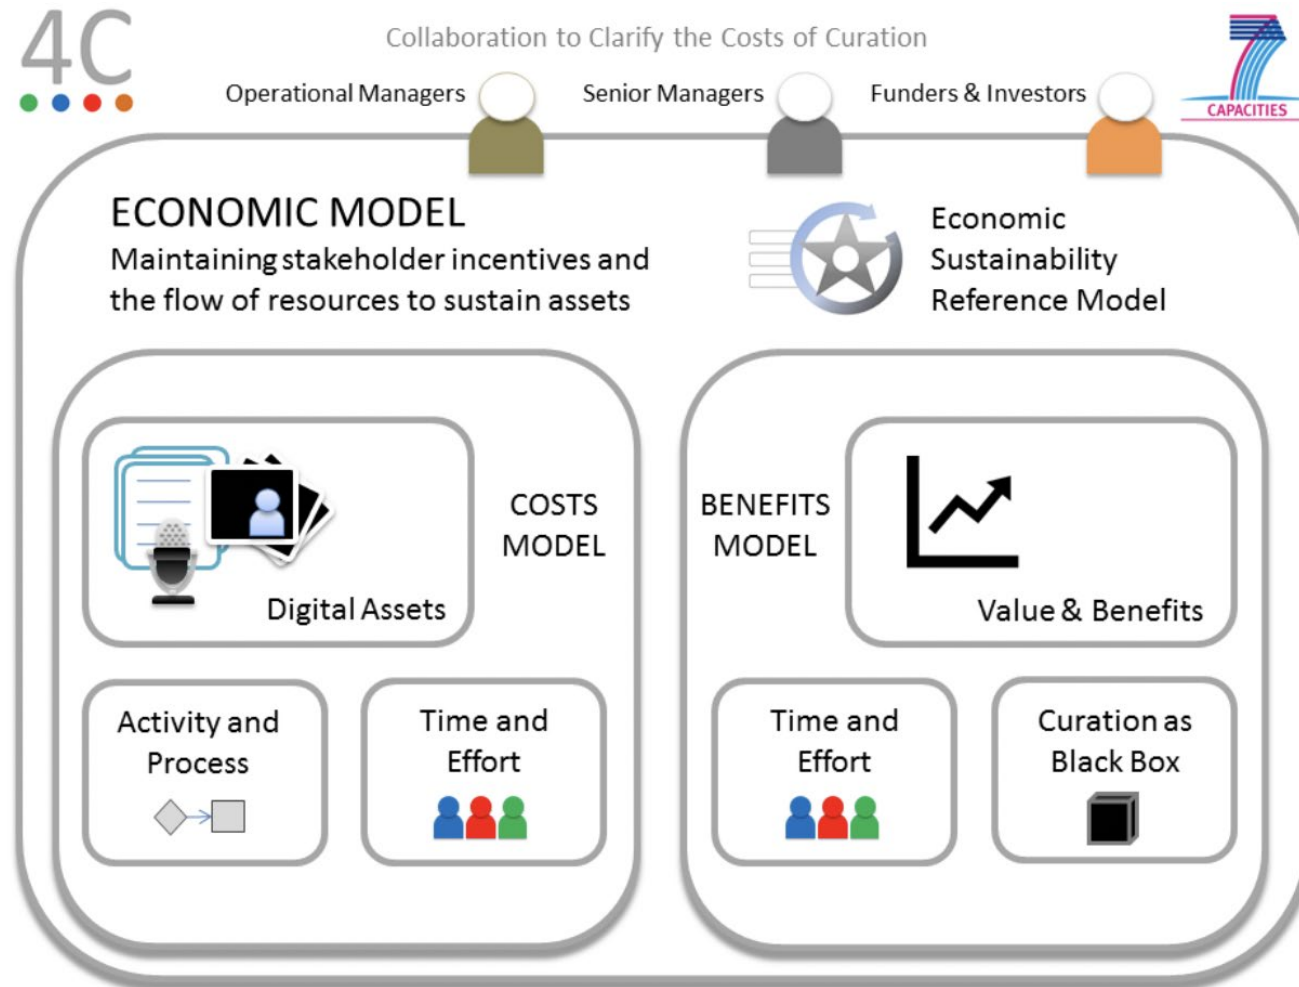 4C
Collaboration to Clarify the Costs of Curation
7
CAPACITIES
Operational Managers
Senior Managers
Funders & Investors
ECONOMIC MODEL
Maintaining stakeholder incentives and
the flow of resources to sustain assets
Economic
Sustainability
Reference Model
COSTS
MODEL
Digital Assets
Activity and
Process
Time and
Effort
BENEFITS
MODEL
Value & Benefits
Time and
Effort
Curation as
Black Box